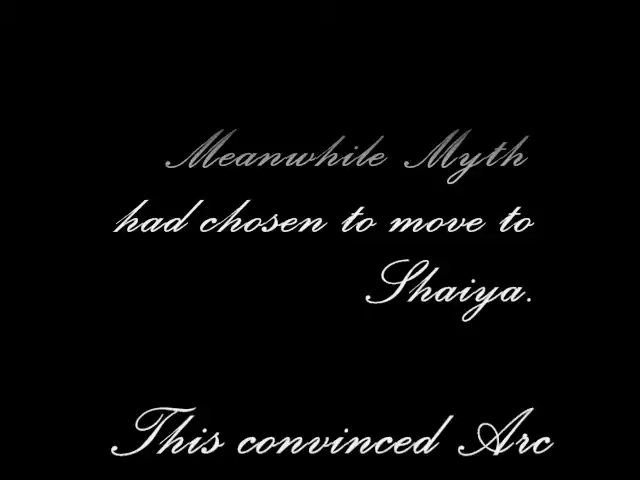 Meanwhile Myth
had chosen to move to
Shaiya.
This convinced Arc